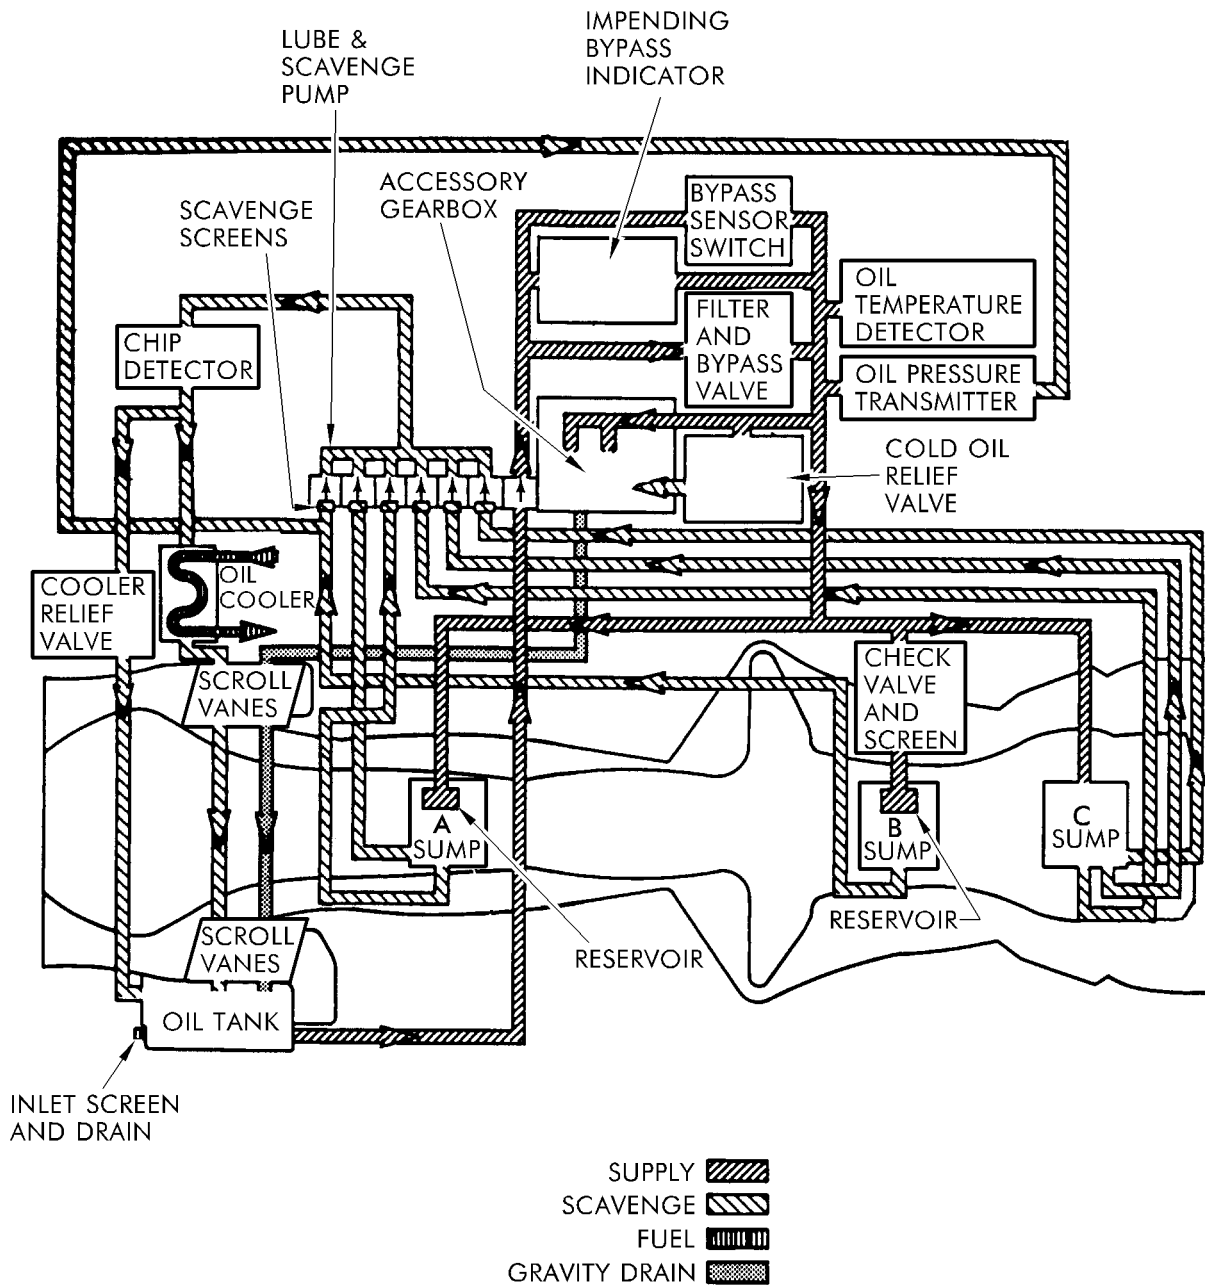 IMPENDING
BYPASS
INDICATOR
LUBE &
SCAVENGE
PUMP
ACCESSORY
GEARBOX
SCAVENGE
SCREENS
BYPASS
SENSOR
SWITCH
OIL
TEMPERATURE
DETECTOR
FILTER
AND
BYPASS
VALVE
CHIP
DETECTOR
OIL PRESSURE
TRANSMITTER
COLD OIL
RELIEF
VALVE
OIL
COOLER
COOLER
RELIEF
VALVE
SCROLL
VANES
CHECK
VALVE
AND
SCREEN
A
SUMP
B
SUMP
C
SUMP
RESERVOIR
RESERVOIR
SCROLL
VANES
OIL TANK
INLET SCREEN
AND DRAIN
SUPPLY
SCAVENGE
FUEL
GRAVITY DRAIN